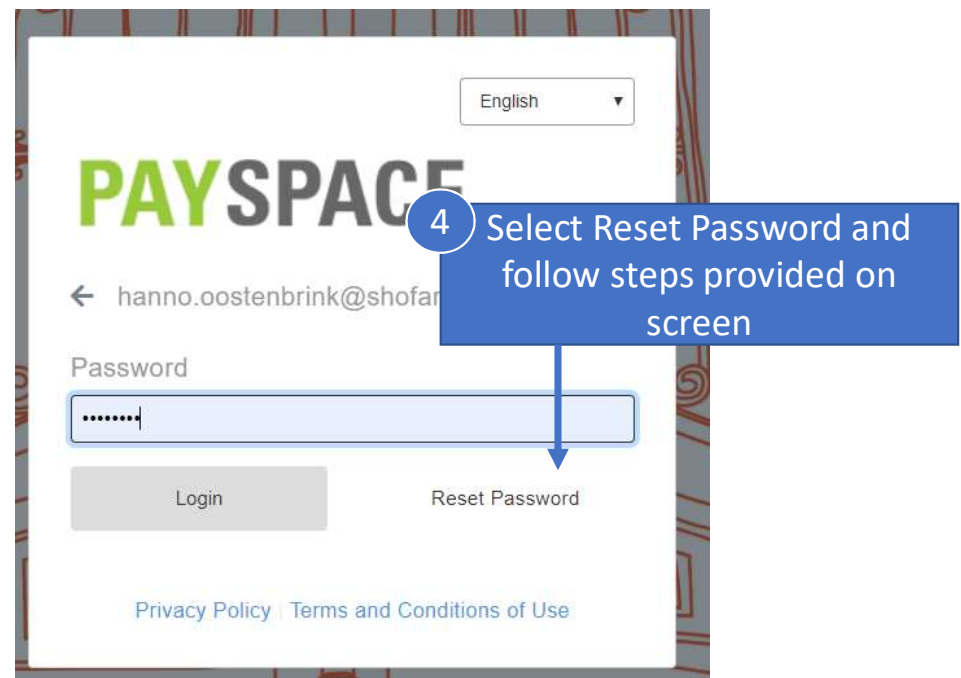 English
PAYSPACE
4
Select Reset Password and
follow steps provided on
screen
hanno.oostenbrink@shofar
Password
Login
Reset Password
Privacy Policy
Terms and Conditions of Use